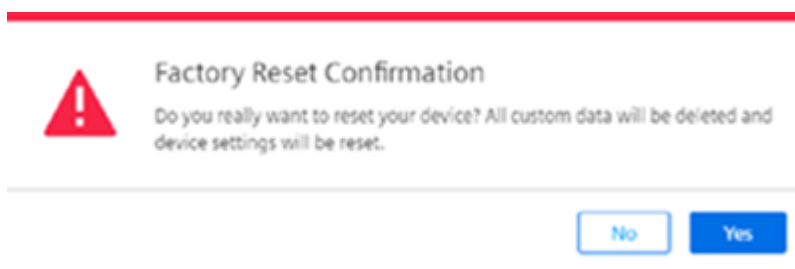 Factory Reset Confirmation
Do you really want to reset your device? All custom data will be deleted and
device settings will be reset.
No
Yes